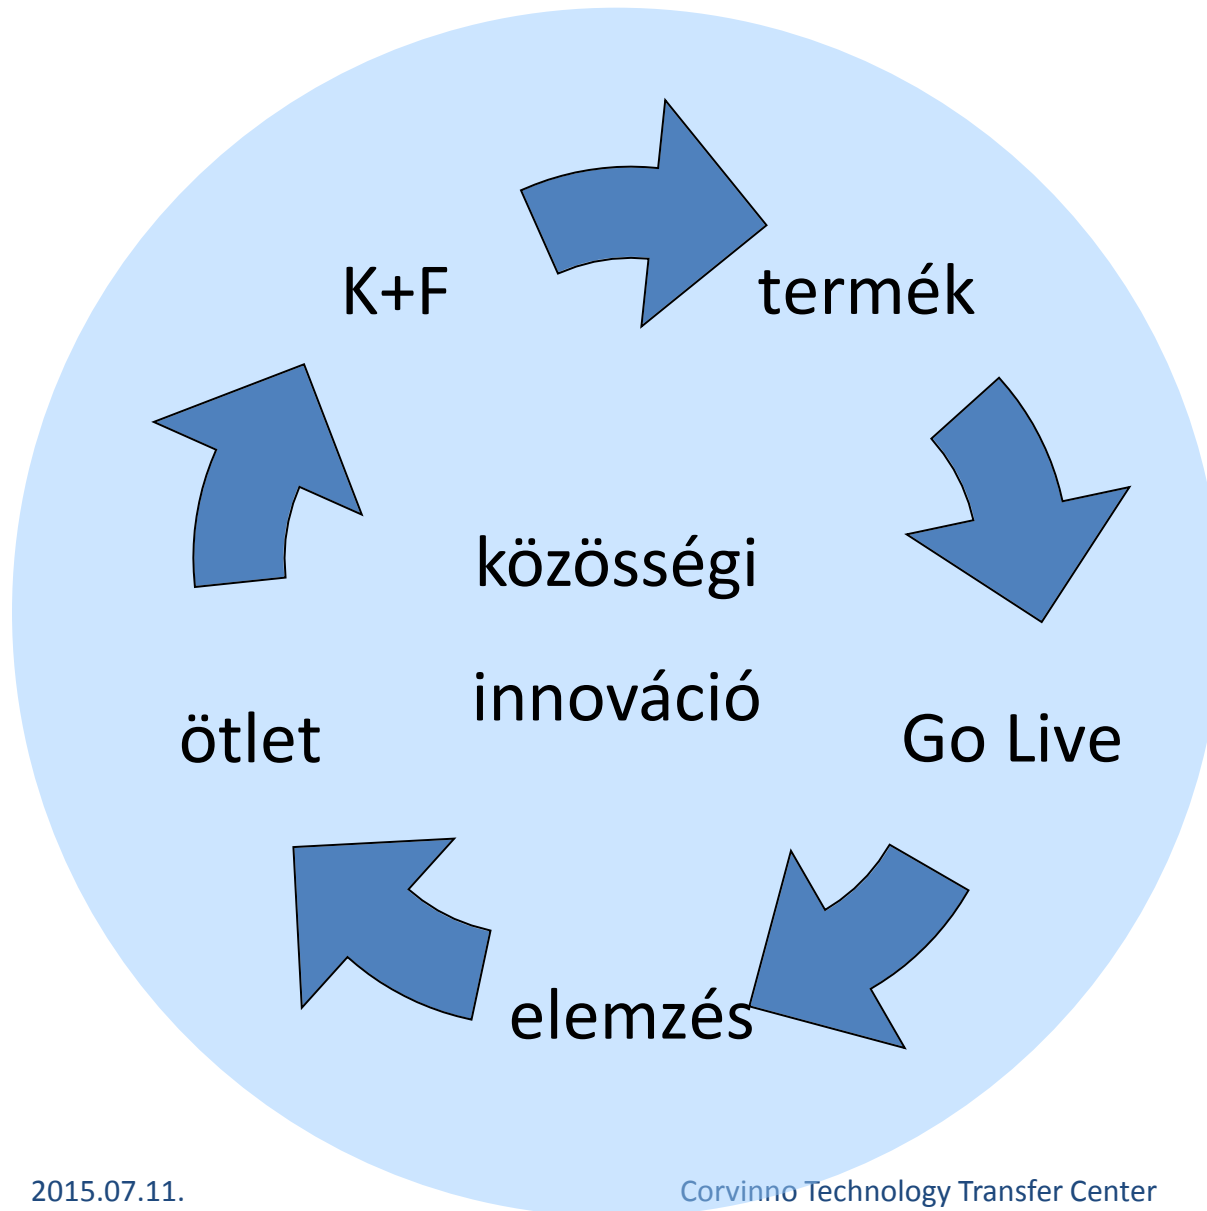 K+F
termék
közösségi
innováció
ötlet
Go Live
elemzés
2015.07.11.
Corvinno Technology Transfer Center